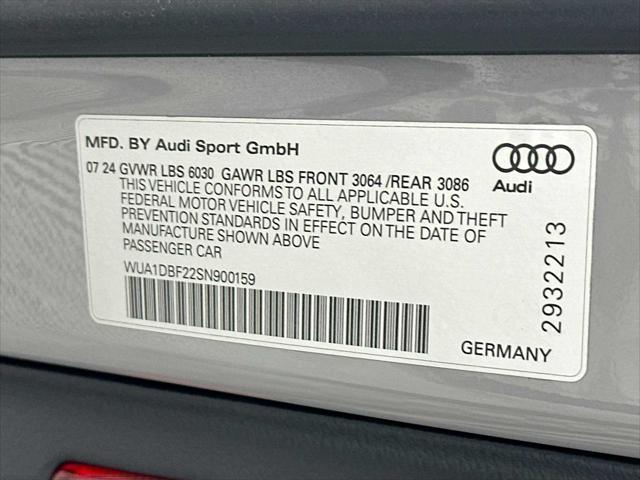 MFD. BY Audi Sport GmbH
07 24 GVWR LBS 6030 GAWR LBS FRONT 3064 /REAR 3086
THIS VEHICLE CONFORMS TO ALL APPLICABLE U.S.
FEDERAL MOTOR VEHICLE SAFETY, BUMPER AND THEFT
PREVENTION STANDARDS IN EFFECT ON THE DATE OF
MANUFACTURE SHOWN ABOVE
PASSENGER CAR
WUA1DBF22SN900159
Audi
2932213
GERMANY